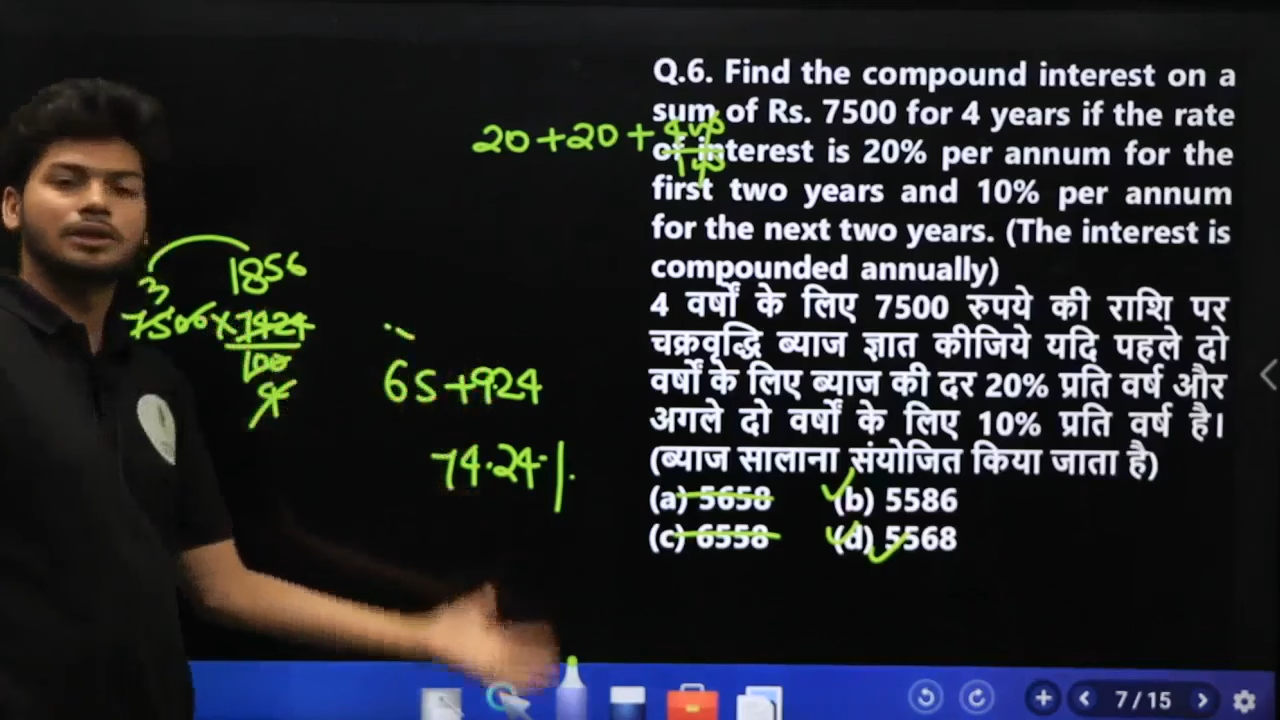 Q.6. Find the compound interest on a
sum of Rs. 7500 for 4 years if the rate
of interest is 20% per annum for the
first two years and 10% per annum
for the next two years. (The interest is
compounded annually)
4 वर्षों के लिए 7500 रुपये की राशि पर
चक्रवृद्धि ब्याज ज्ञात कीजिये यदि पहले दो
वर्षों के लिए ब्याज की दर 20% प्रति वर्ष और
अगले दो वर्षों के लिए 10% प्रति वर्ष है।
(ब्याज सालाना संयोजित किया जाता है)
(a) 5658 (b) 5586
(c) 6558 (d) 5568
20+20+
1856
3
7500×7424
100
4
65+924
74.24%
7/15